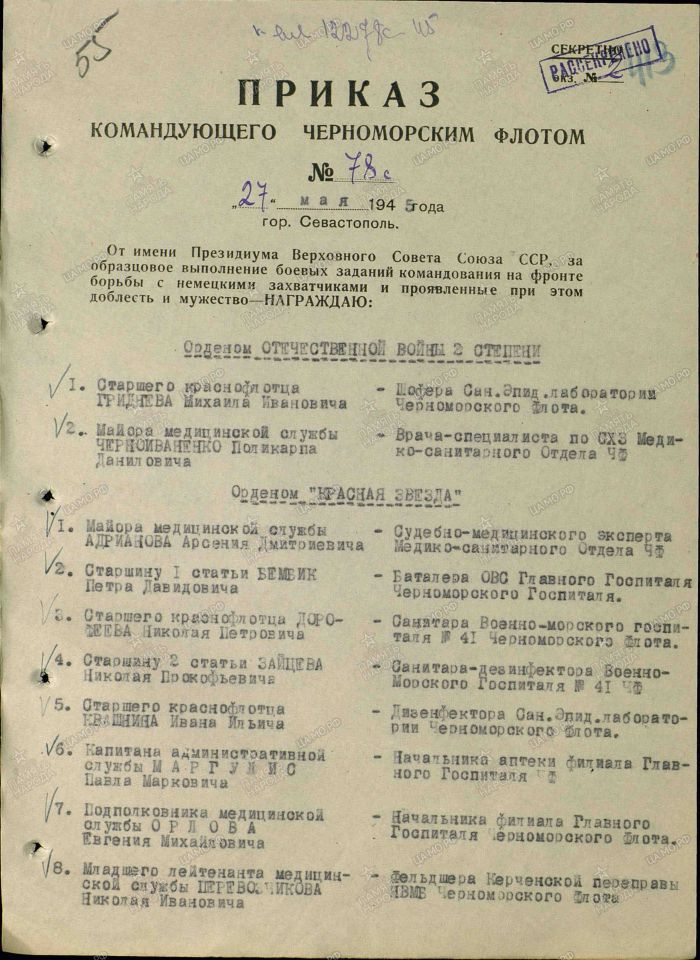 55
СЕКРЕТНО
РАССЕКРЕЧЕНО
Экз. № 2
ПРИКАЗ
КОМАНДУЮЩЕГО ЧЕРНОМОРСКИМ ФЛОТОМ
№ 78с
„27“ мая 1945 года
гор. Севастополь.
От имени Президиума Верховного Совета Союза ССР, за
образцовое выполнение боевых заданий командования на фронте
борьбы с немецкими захватчиками и проявленные при этом
доблесть и мужество—НАГРАЖДАЮ:
Орденом ОТЕЧЕСТВЕННОЙ ВОЙНЫ 2 СТЕПЕНИ
1. Старшего краснофлотца - Шофера Сан.Эпид.лаборатории
ГРИДНЕВА Михаила Ивановича Черноморского Флота.
2. Майора медицинской службы - Врача-специалиста по СХЗ Меди-
ЧЕРНОИВАНЕНКО Поликарпа ко-санитарного Отдела ЧФ
Даниловича
Орденом "КРАСНАЯ ЗВЕЗДА"
1. Майора медицинской службы - Судебно-медицинского эксперта
АДРИАНОВА Арсения Дмитриевича Медико-санитарного Отдела ЧФ
2. Старшину I статьи БЕМБИК - Баталера ОВС Главного Госпиталя
Петра Давидовича Черноморского Госпиталя.
3. Старшего краснофлотца ДОРО- - Санитара Военно-морского госпи-
ФЕЕВА Николая Петровича таля № 41 Черноморского Флота.
4. Старшину 2 статьи ЗАЙЦЕВА - Санитара-дезинфектора Военно-
Николая Прокофьевича Морского Госпиталя № 41 ЧФ
5. Старшего краснофлотца - Дизенфектора Сан.Эпид.лаборато-
КВАШНИНА Ивана Ильича рии Черноморского Флота.
6. Капитана административной - Начальника аптеки филиала Глав-
службы МАРГУЛИС ного Госпиталя ЧФ
Павла Марковича
7. Подполковника медицинской - Начальника филиала Главного
службы ОРЛОВА Госпиталя Черноморского Флота.
Евгения Михайловича
8. Младшего лейтенанта медицин- - Фельдшера Керченской переправы
ской службы ПЕРЕВОЗЧИКОВА КВМБ Черноморского Флота
Николая Ивановича